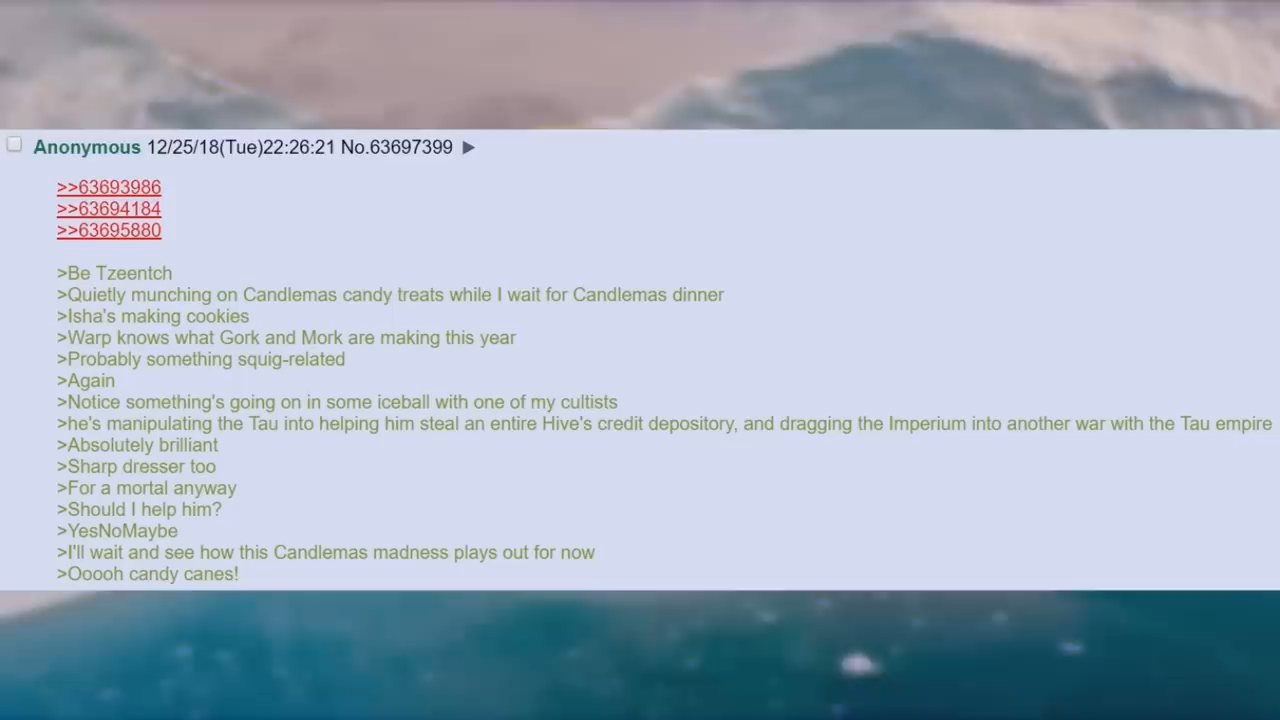 Anonymous 12/25/18(Tue)22:26:21 No.63697399 ▶
>>63693986
>>63694184
>>63695880
>Be Tzeentch
>Quietly munching on Candlemas candy treats while I wait for Candlemas dinner
>Isha's making cookies
>Warp knows what Gork and Mork are making this year
>Probably something squig-related
>Again
>Notice something's going on in some iceball with one of my cultists
>he's manipulating the Tau into helping him steal an entire Hive's credit depository, and dragging the Imperium into another war with the Tau empire
>Absolutely brilliant
>Sharp dresser too
>For a mortal anyway
>Should I help him?
>YesNoMaybe
>I'll wait and see how this Candlemas madness plays out for now
>Ooooh candy canes!